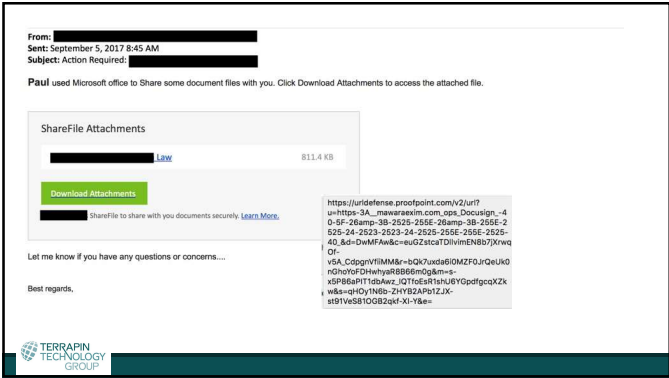 From:
Sent: September 5, 2017 8:45 AM
Subject: Action Required:
Paul used Microsoft office to Share some document files with you. Click Download Attachments to access the attached file.
ShareFile Attachments
Law 811.4 KB
Download Attachments
ShareFile to share with you documents securely. Learn More.
https://urldefense.proofpoint.com/v2/url?
u=https-3A__mawaraexim.com_ops_Docusign_-4
0-5F-26amp-3B-2525-255E-26amp-3B-255E-2
525-24-2523-2523-24-2525-255E-255E-2525-
40_&d=DwMFAw&c=euGZstcaTDllvimEN8b7jXrwq
Of-
v5A_CdpgnVfiiMM&r=bQk7uxda6i0MZF0JrQeUk0
nGhoYoFDHwhyaR8B66m0g&m=s-
x5P86aPIT1dbAwz_IQTfoEsR1shU6YGpdfgcqXZk
w&s=qHOy1N6b-ZHYB2APb1ZJX-
st91VeS81OGB2qkf-XI-Y&e=
Let me know if you have any questions or concerns....
Best regards,
TERRAPIN
TECHNOLOGY
GROUP